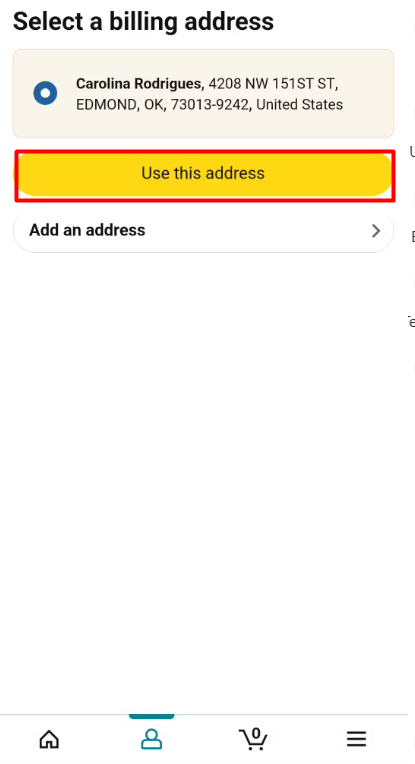 Select a billing address
Carolina Rodrigues, 4208 NW 151ST ST,
EDMOND, OK, 73013-9242, United States
Use this address
Add an address
0